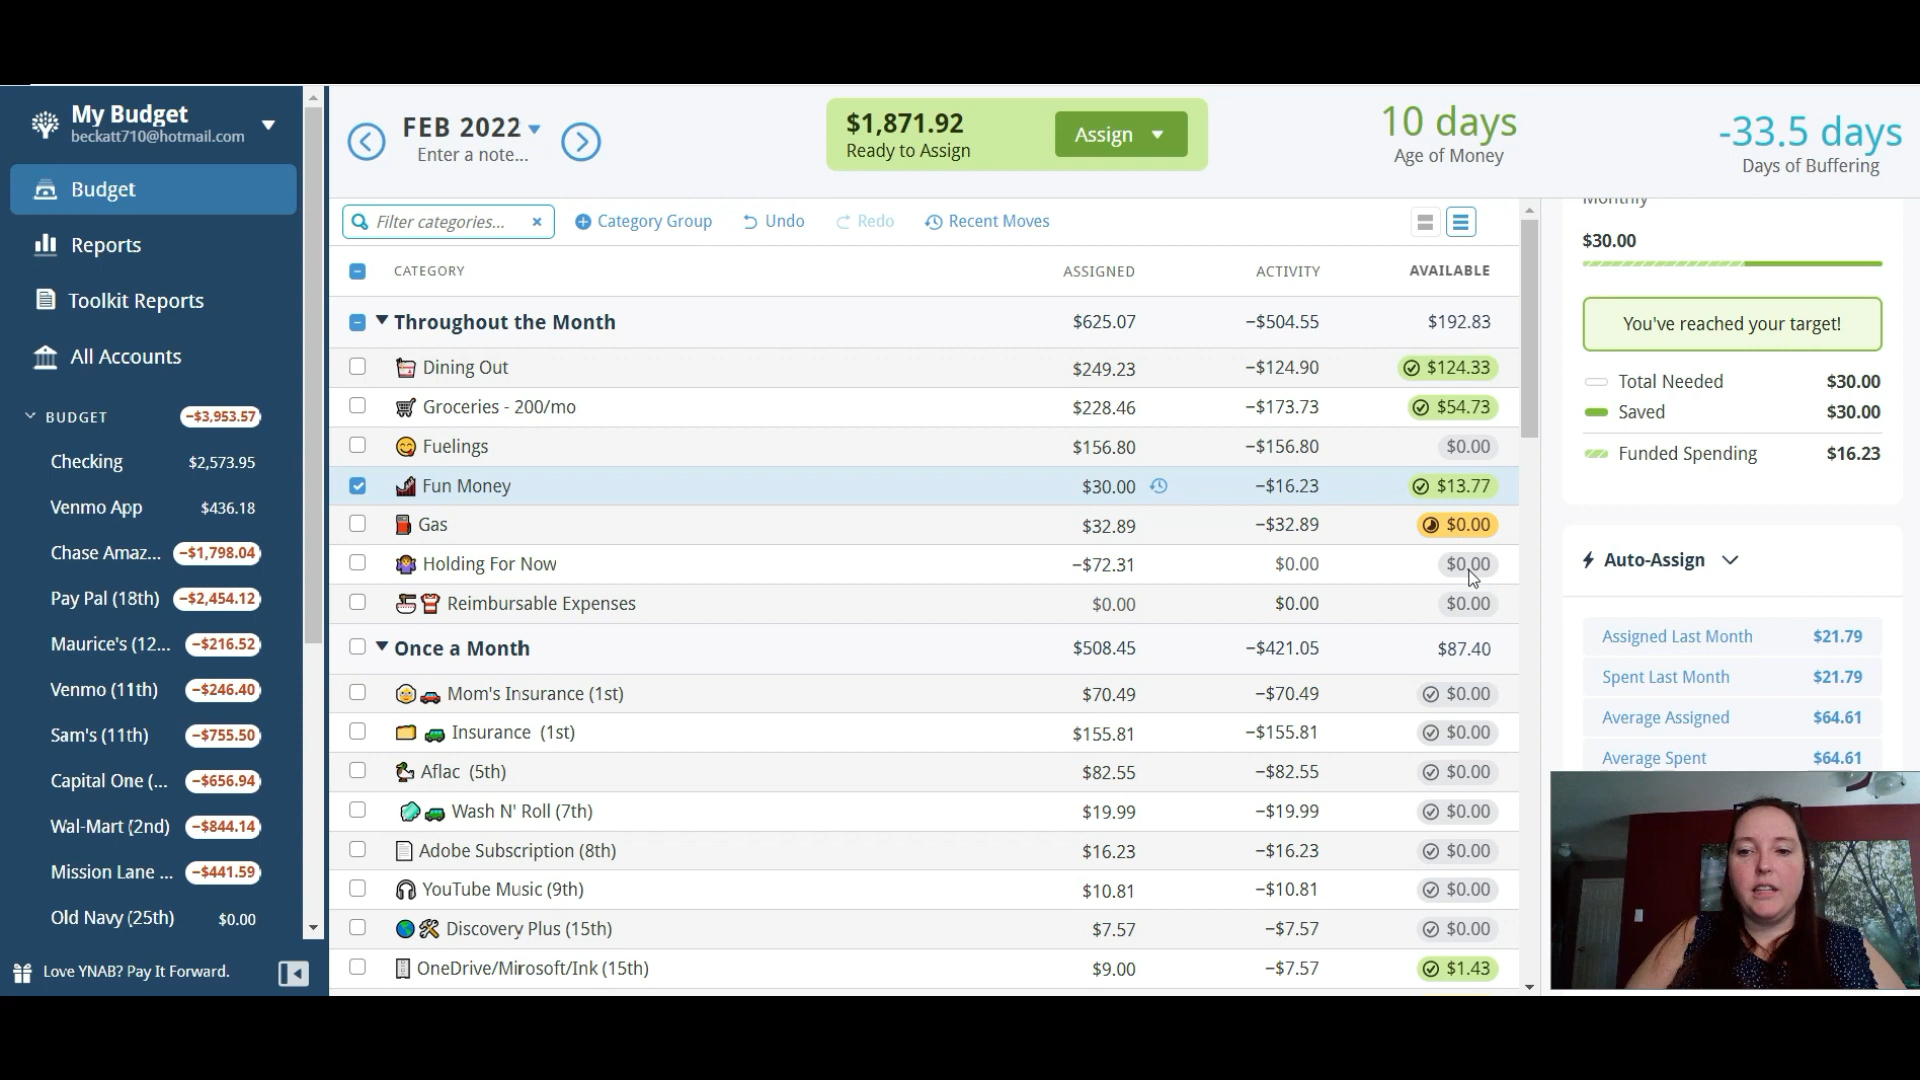 My Budget
beckatt710@hotmail.com
Budget
Reports
Toolkit Reports
All Accounts
BUDGET −$3,953.57
Checking $2,573.95
Venmo App $436.18
Chase Amaz... −$1,798.04
Pay Pal (18th) −$2,454.12
Maurice's (12... −$216.52
Venmo (11th) −$246.40
Sam's (11th) −$755.50
Capital One (... −$656.94
Wal-Mart (2nd) −$844.14
Mission Lane ... −$441.59
Old Navy (25th) $0.00
Love YNAB? Pay It Forward.
FEB 2022
Enter a note...
$1,871.92
Ready to Assign
Assign
10 days
Age of Money
-33.5 days
Days of Buffering
Filter categories...
Category Group
Undo
Redo
Recent Moves
CATEGORY ASSIGNED ACTIVITY AVAILABLE
Throughout the Month $625.07 −$504.55 $192.83
Dining Out $249.23 −$124.90 $124.33
Groceries - 200/mo $228.46 −$173.73 $54.73
Fuelings $156.80 −$156.80 $0.00
Fun Money $30.00 −$16.23 $13.77
Gas $32.89 −$32.89 $0.00
Holding For Now −$72.31 $0.00 $0.00
Reimbursable Expenses $0.00 $0.00 $0.00
Once a Month $508.45 −$421.05 $87.40
Mom's Insurance (1st) $70.49 −$70.49 $0.00
Insurance (1st) $155.81 −$155.81 $0.00
Aflac (5th) $82.55 −$82.55 $0.00
Wash N' Roll (7th) $19.99 −$19.99 $0.00
Adobe Subscription (8th) $16.23 −$16.23 $0.00
YouTube Music (9th) $10.81 −$10.81 $0.00
Discovery Plus (15th) $7.57 −$7.57 $0.00
OneDrive/Mirosoft/Ink (15th) $9.00 −$7.57 $1.43
Monthly
$30.00
You've reached your target!
Total Needed $30.00
Saved $30.00
Funded Spending $16.23
Auto-Assign
Assigned Last Month $21.79
Spent Last Month $21.79
Average Assigned $64.61
Average Spent $64.61